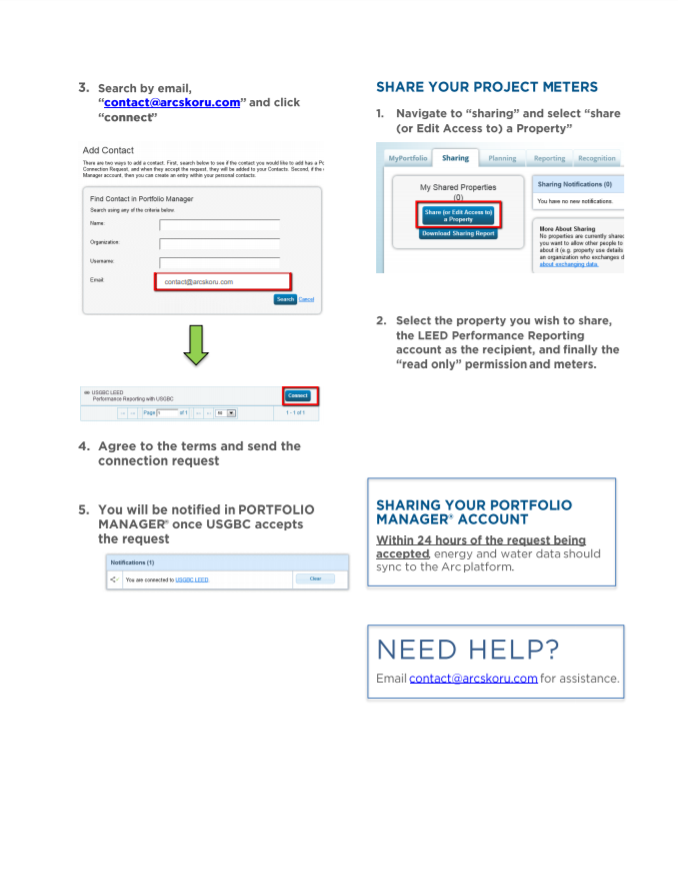 3. Search by email,
“contact@arcskoru.com” and click
“connect”
Add Contact
There are two ways to add a contact. First, search below to see if the contact you would like to add has a Po
Connection Request, and when they accept the request, they will be added to your Contacts. Second, if the
Manager account, then you can create an entry within your personal contacts.
Find Contact in Portfolio Manager
Search using any of the criteria below.
Name:
Organization:
Username:
Email: contact@arcskoru.com
Search Cancel
USGBC LEED
Performance Reporting with USGBC
Connect
Page 1 of 1 10 1 - 1 of 1
4. Agree to the terms and send the
connection request
5. You will be notified in PORTFOLIO
MANAGER® once USGBC accepts
the request
Notifications (1)
You are connected to USGBC LEED. Clear
SHARE YOUR PROJECT METERS
1. Navigate to “sharing” and select “share
(or Edit Access to) a Property”
MyPortfolio Sharing Planning Reporting Recognition
My Shared Properties
(0)
Share (or Edit Access to)
a Property
Download Sharing Report
Sharing Notifications (0)
You have no new notifications.
More About Sharing
No properties are currently shared
you want to allow other people to
about it (e.g. property use details
an organization who exchanges d
about exchanging data.
2. Select the property you wish to share,
the LEED Performance Reporting
account as the recipient, and finally the
“read only” permission and meters.
SHARING YOUR PORTFOLIO
MANAGER® ACCOUNT
Within 24 hours of the request being
accepted, energy and water data should
sync to the Arc platform.
NEED HELP?
Email contact@arcskoru.com for assistance.